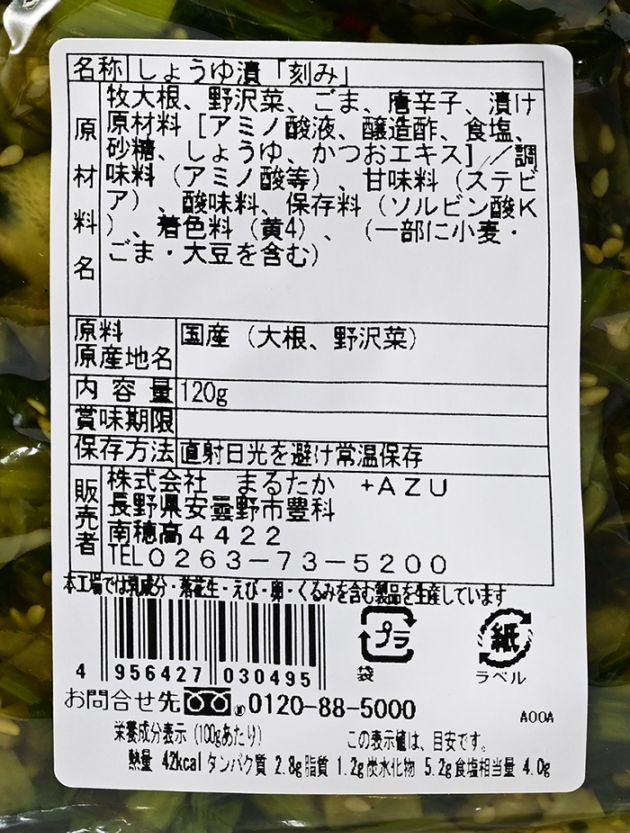 名称 しょうゆ漬「刻み」
原材料名 牧大根、野沢菜、ごま、唐辛子、漬け
原材料［アミノ酸液、醸造酢、食塩、
砂糖、しょうゆ、かつおエキス］／調
味料（アミノ酸等）、甘味料（ステビ
ア）、酸味料、保存料（ソルビン酸K
）、着色料（黄4）、（一部に小麦・
ごま・大豆を含む）
原料原産地名 国産（大根、野沢菜）
内容量 120g
賞味期限
保存方法 直射日光を避け常温保存
販売者 株式会社 まるたか +AZU
長野県安曇野市豊科
南穂高4422
TEL0263-73-5200
本工場では乳成分・落花生・えび・卵・くるみを含む製品を生産しています
4 956427 030495
プラ
袋
紙
ラベル
お問合せ先 0120-88-5000
A00A
栄養成分表示（100gあたり） この表示値は、目安です。
熱量 42kcal タンパク質 2.8g 脂質 1.2g 炭水化物 5.2g 食塩相当量 4.0g